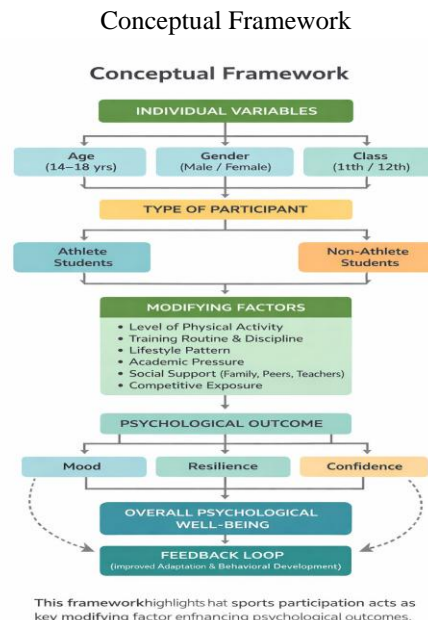 Conceptual Framework
Conceptual Framework
INDIVIDUAL VARIABLES
Age
(14–18 yrs)
Gender
(Male / Female)
Class
(1tth / 12th)
TYPE OF PARTICIPANT
Athlete
Students
Non-Athlete
Students
MODIFYING FACTORS
• Level of Physical Activity
• Training Routine & Discipline
• Lifestyle Pattern
• Academic Pressure
• Social Support (Family, Peers, Teachers)
• Competitive Exposure
PSYCHOLOGICAL OUTCOME
Mood
Resilience
Confidence
OVERALL PSYCHOLOGICAL
WELL-BEING
FEEDBACK LOOP
(improved Adaptation & Behavioral Development)
This frameworkhighlights hat sports participation acts as
key modifying factor enfnancing psychological outcomes.